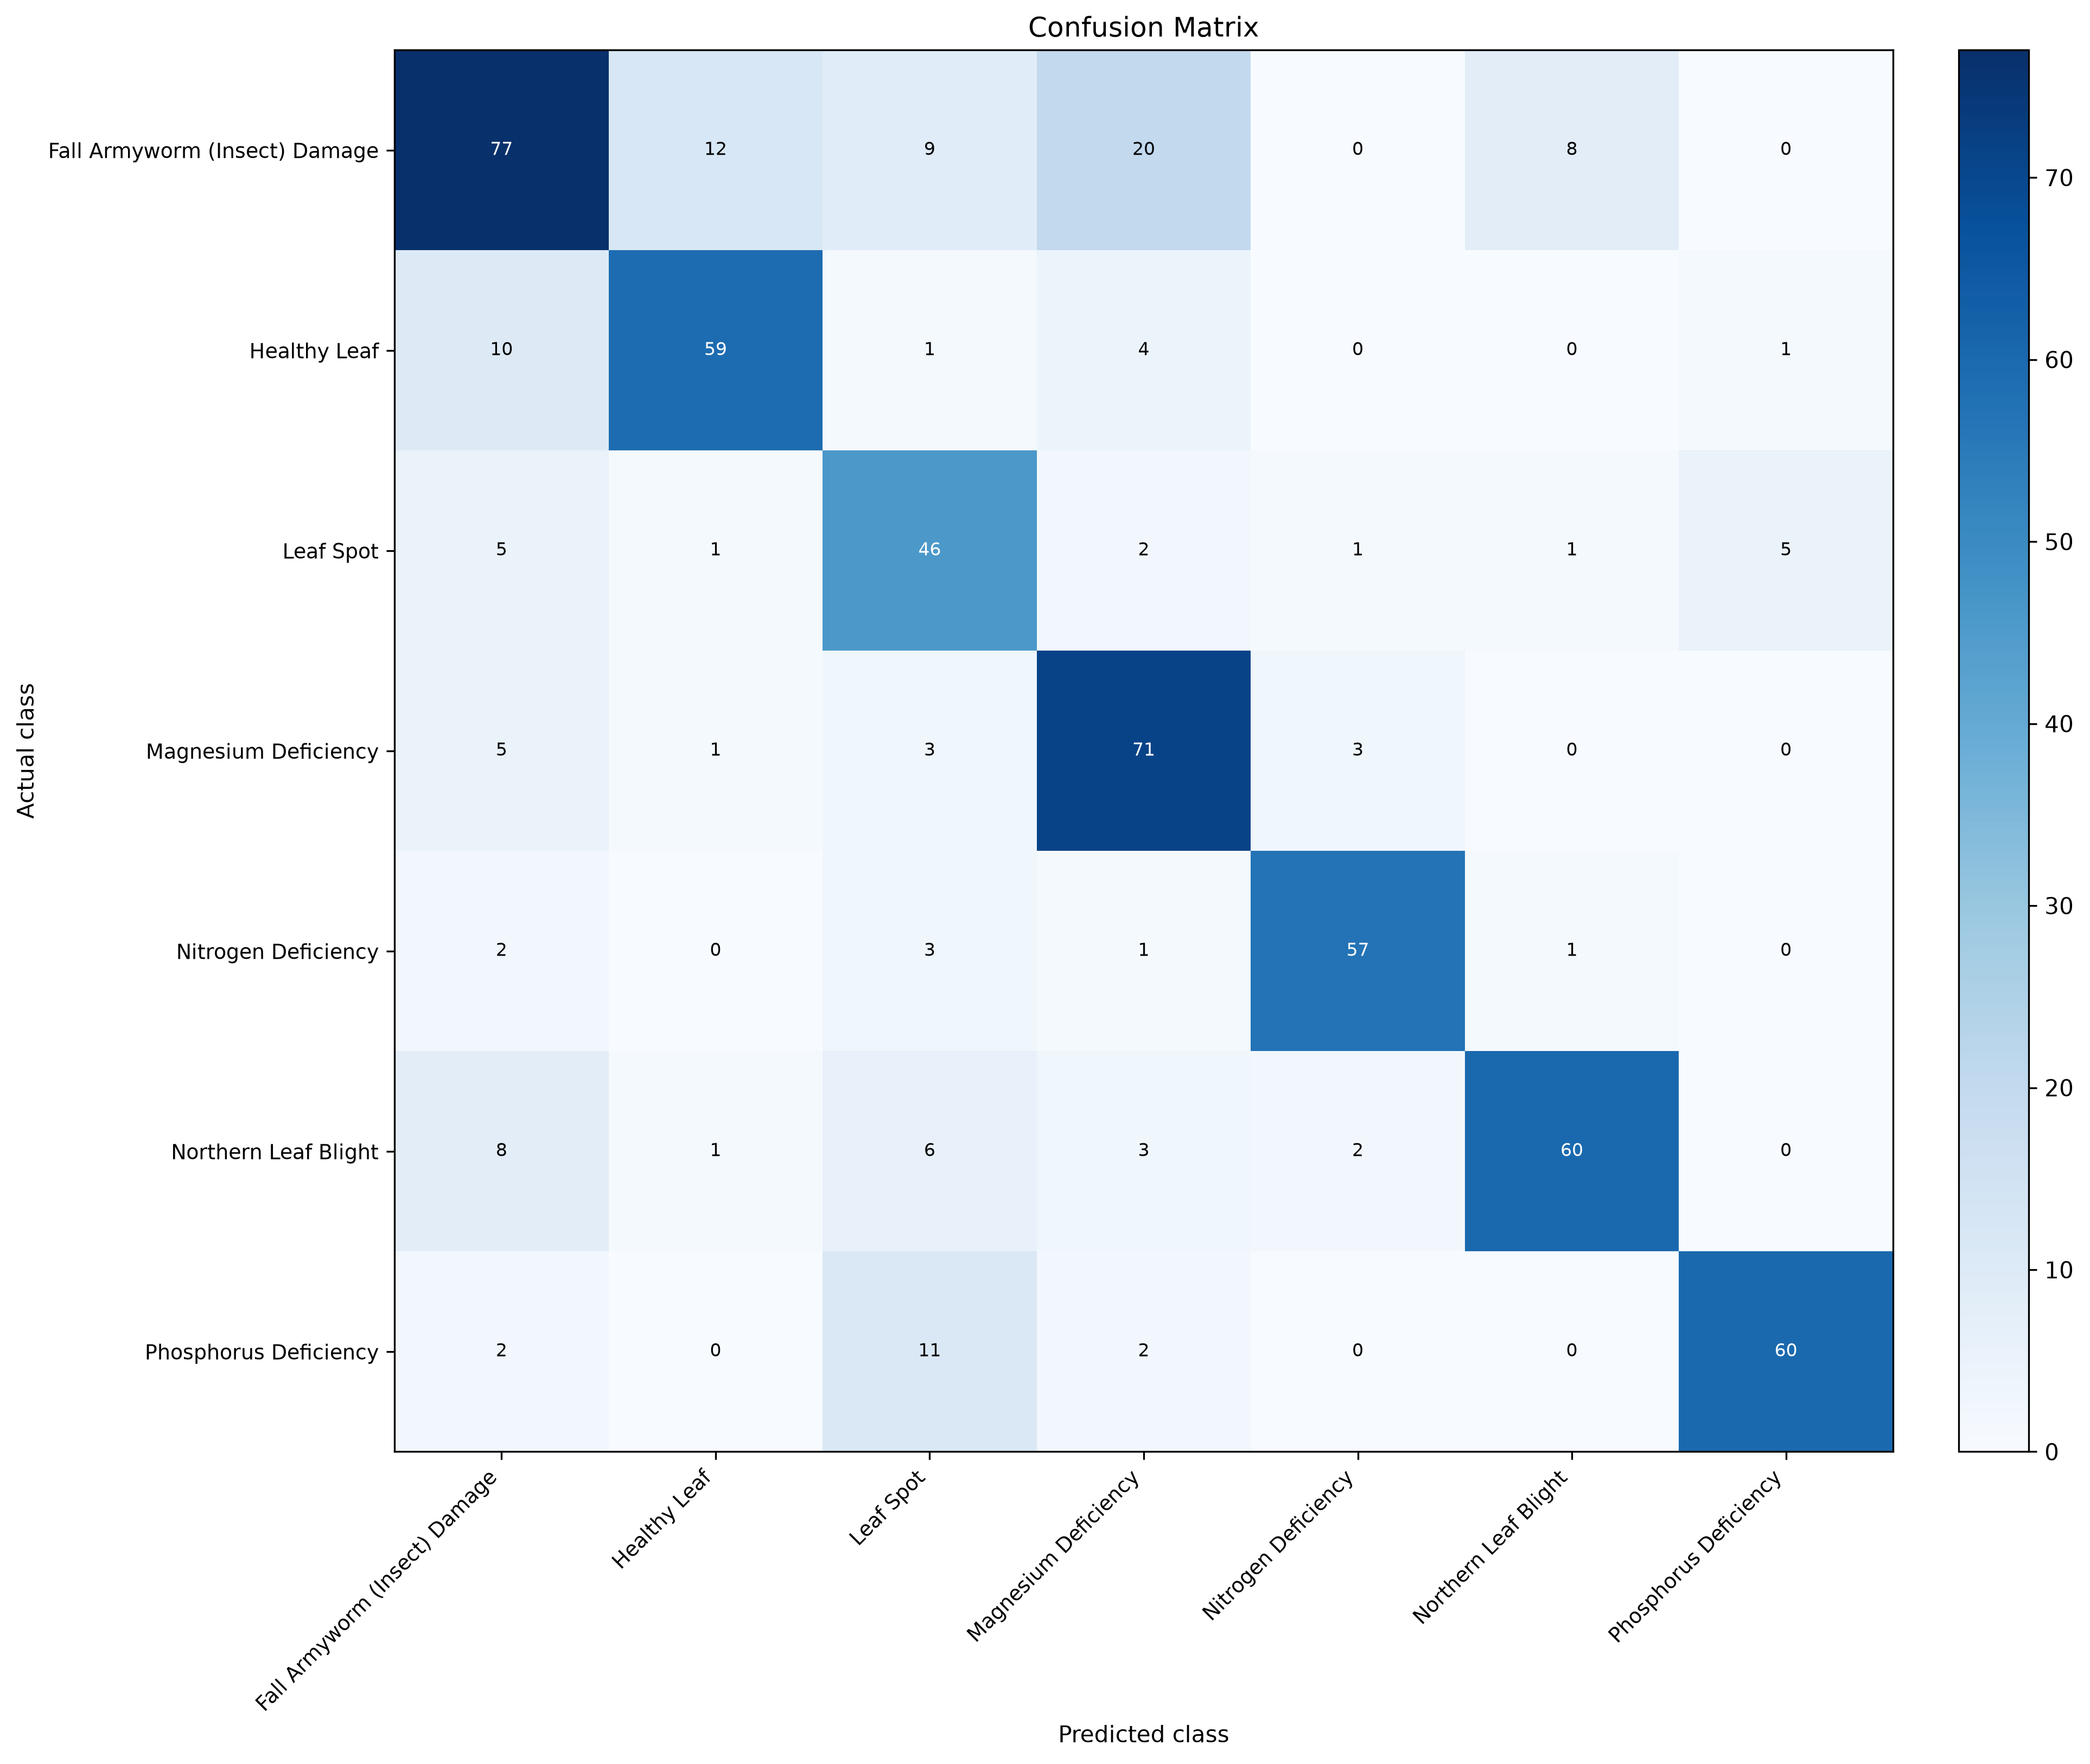 Confusion Matrix
Fall Armyworm (Insect) Damage 77 12 9 20 0 8 0
Healthy Leaf 10 59 1 4 0 0 1
Leaf Spot 5 1 46 2 1 1 5
Magnesium Deficiency 5 1 3 71 3 0 0
Nitrogen Deficiency 2 0 3 1 57 1 0
Northern Leaf Blight 8 1 6 3 2 60 0
Phosphorus Deficiency 2 0 11 2 0 0 60
Actual class
Fall Armyworm (Insect) Damage
Healthy Leaf
Leaf Spot
Magnesium Deficiency
Nitrogen Deficiency
Northern Leaf Blight
Phosphorus Deficiency
Predicted class
70
60
50
40
30
20
10
0